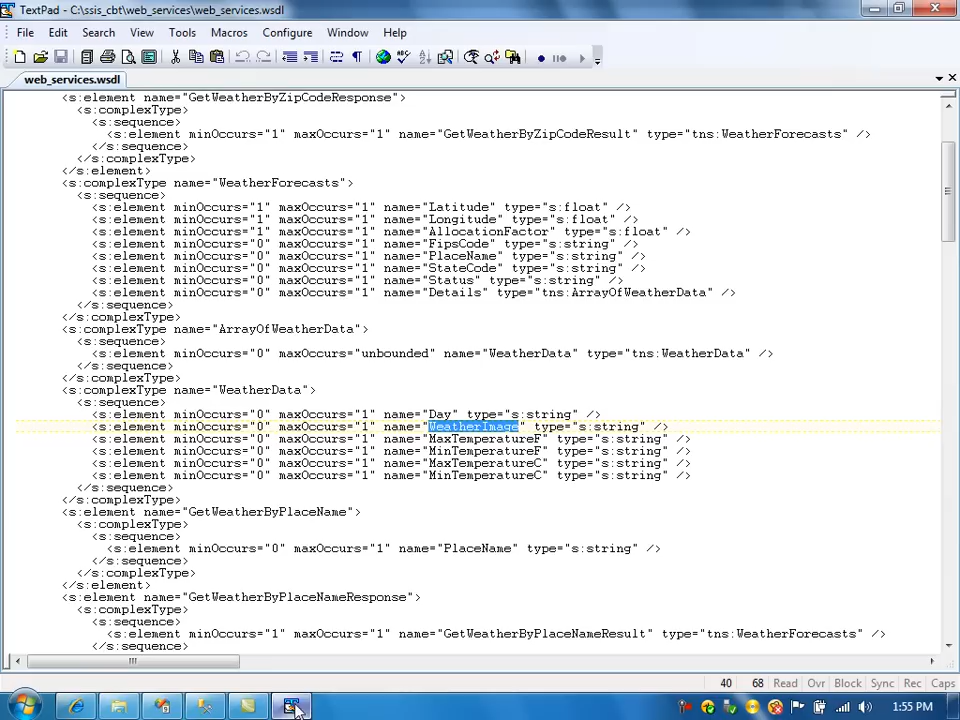 TextPad - C:\ssis_cbt\web_services\web_services.wsdl
File Edit Search View Tools Macros Configure Window Help
web_services.wsdl
<s:element name="GetWeatherByZipCodeResponse">
<s:complexType>
<s:sequence>
<s:element minOccurs="1" maxOccurs="1" name="GetWeatherByZipCodeResult" type="tns:WeatherForecasts" />
</s:sequence>
</s:complexType>
</s:element>
<s:complexType name="WeatherForecasts">
<s:sequence>
<s:element minOccurs="1" maxOccurs="1" name="Latitude" type="s:float" />
<s:element minOccurs="1" maxOccurs="1" name="Longitude" type="s:float" />
<s:element minOccurs="1" maxOccurs="1" name="AllocationFactor" type="s:float" />
<s:element minOccurs="0" maxOccurs="1" name="FipsCode" type="s:string" />
<s:element minOccurs="0" maxOccurs="1" name="PlaceName" type="s:string" />
<s:element minOccurs="0" maxOccurs="1" name="StateCode" type="s:string" />
<s:element minOccurs="0" maxOccurs="1" name="Status" type="s:string" />
<s:element minOccurs="0" maxOccurs="1" name="Details" type="tns:ArrayOfWeatherData" />
</s:sequence>
</s:complexType>
<s:complexType name="ArrayOfWeatherData">
<s:sequence>
<s:element minOccurs="0" maxOccurs="unbounded" name="WeatherData" type="tns:WeatherData" />
</s:sequence>
</s:complexType>
<s:complexType name="WeatherData">
<s:sequence>
<s:element minOccurs="0" maxOccurs="1" name="Day" type="s:string" />
<s:element minOccurs="0" maxOccurs="1" name="WeatherImage" type="s:string" />
<s:element minOccurs="0" maxOccurs="1" name="MaxTemperatureF" type="s:string" />
<s:element minOccurs="0" maxOccurs="1" name="MinTemperatureF" type="s:string" />
<s:element minOccurs="0" maxOccurs="1" name="MaxTemperatureC" type="s:string" />
<s:element minOccurs="0" maxOccurs="1" name="MinTemperatureC" type="s:string" />
</s:sequence>
</s:complexType>
<s:element name="GetWeatherByPlaceName">
<s:complexType>
<s:sequence>
<s:element minOccurs="0" maxOccurs="1" name="PlaceName" type="s:string" />
</s:sequence>
</s:complexType>
</s:element>
<s:element name="GetWeatherByPlaceNameResponse">
<s:complexType>
<s:sequence>
<s:element minOccurs="1" maxOccurs="1" name="GetWeatherByPlaceNameResult" type="tns:WeatherForecasts" />
</s:sequence>
40 68 Read Ovr Block Sync Rec Caps
1:55 PM